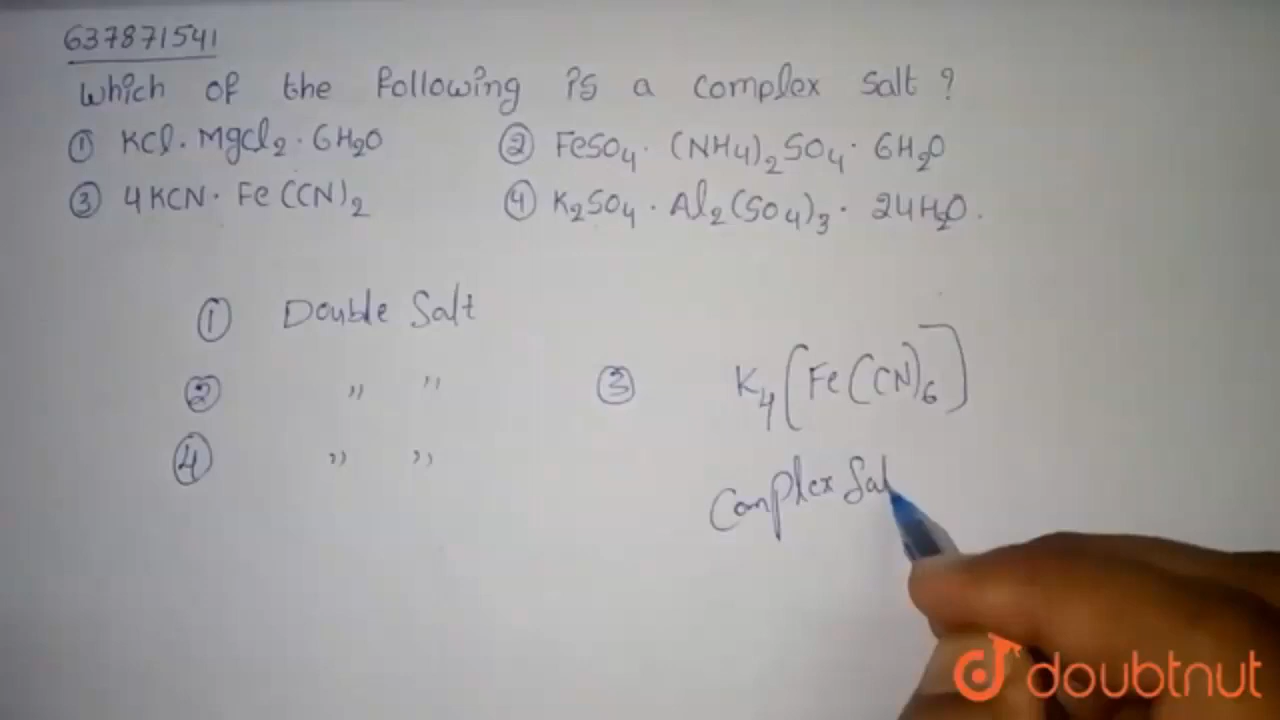 637871541
Which of the following is a complex salt ?
① KCl · MgCl₂ · 6H₂O ② FeSO₄ · (NH₄)₂SO₄ · 6H₂O
③ 4KCN · Fe(CN)₂ ④ K₂SO₄ · Al₂(SO₄)₃ · 24H₂O.
① Double Salt
② " " ③ K₄[Fe(CN)₆]
④ " "
Complex Sal
doubtnut